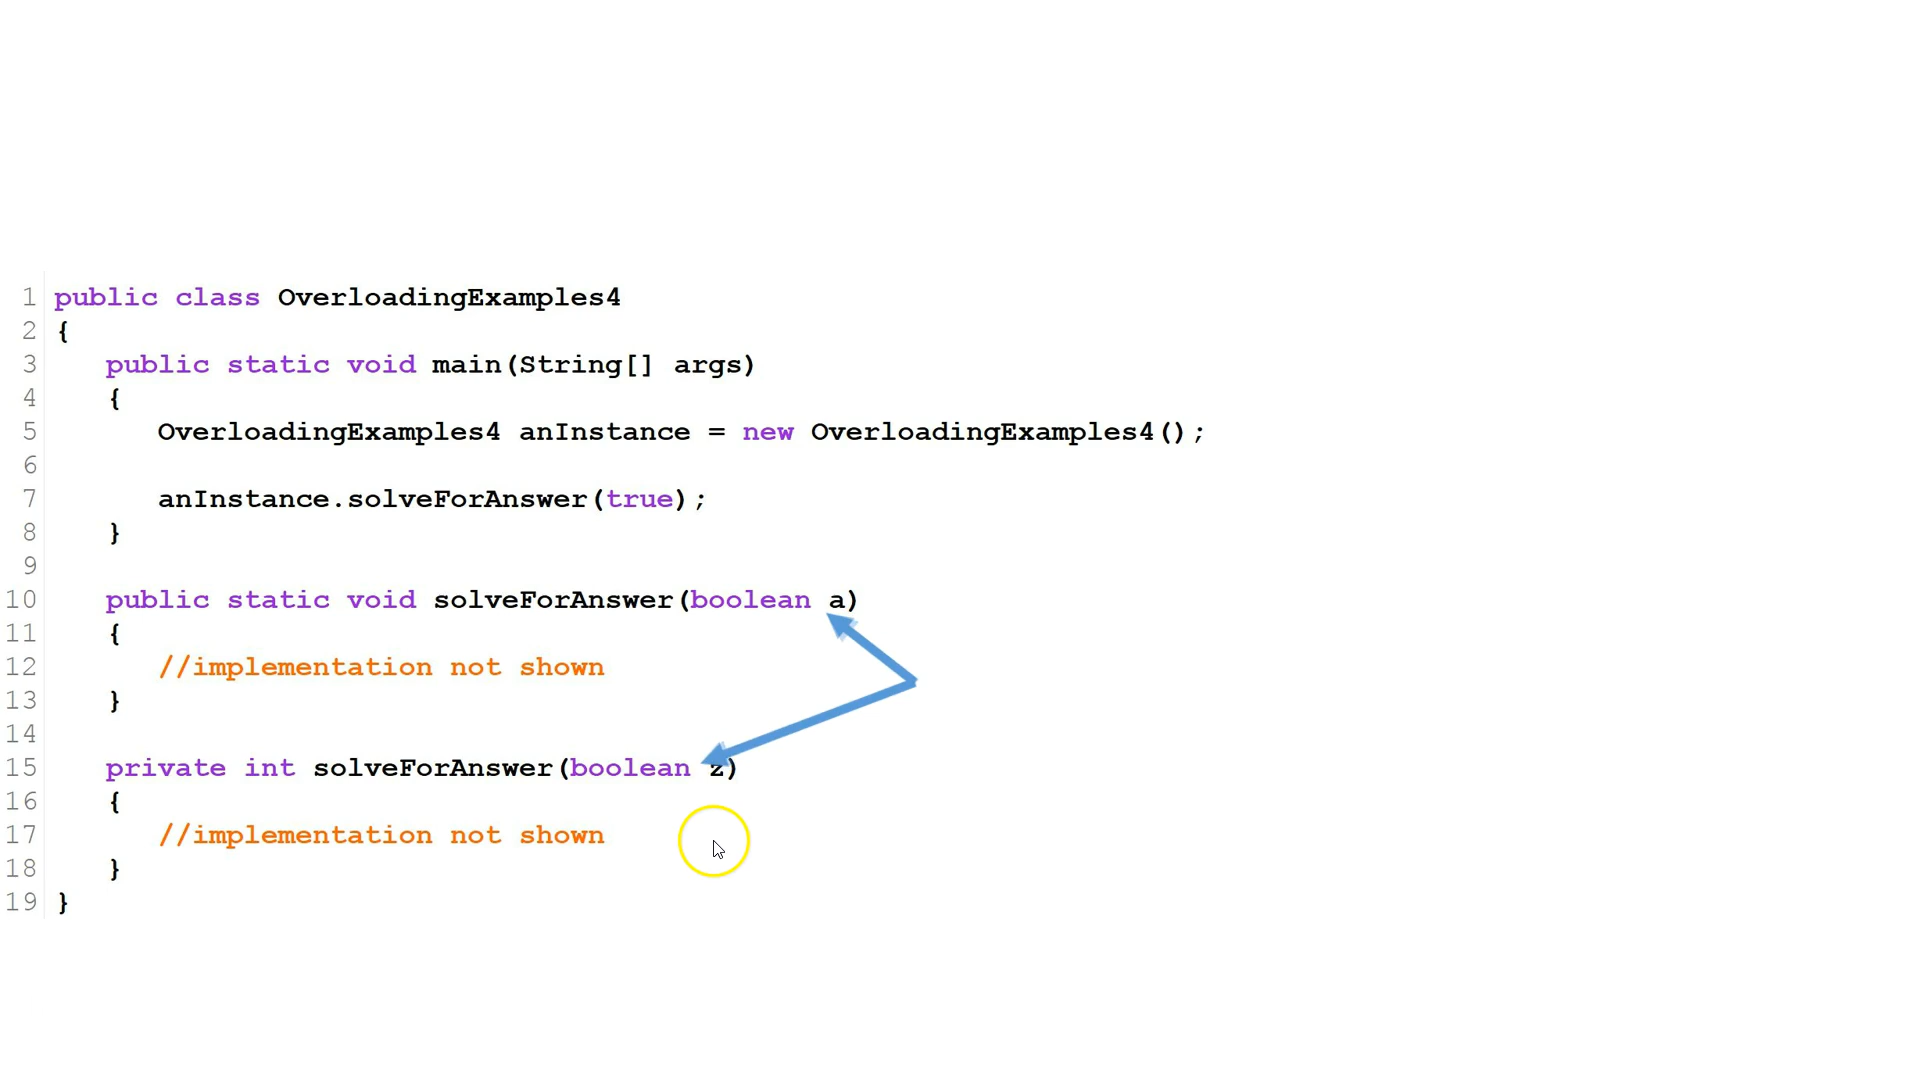 1 public class OverloadingExamples4
2 {
3 public static void main(String[] args)
4 {
5 OverloadingExamples4 anInstance = new OverloadingExamples4();
6
7 anInstance.solveForAnswer(true);
8 }
9
10 public static void solveForAnswer(boolean a)
11 {
12 //implementation not shown
13 }
14
15 private int solveForAnswer(boolean z)
16 {
17 //implementation not shown
18 }
19 }